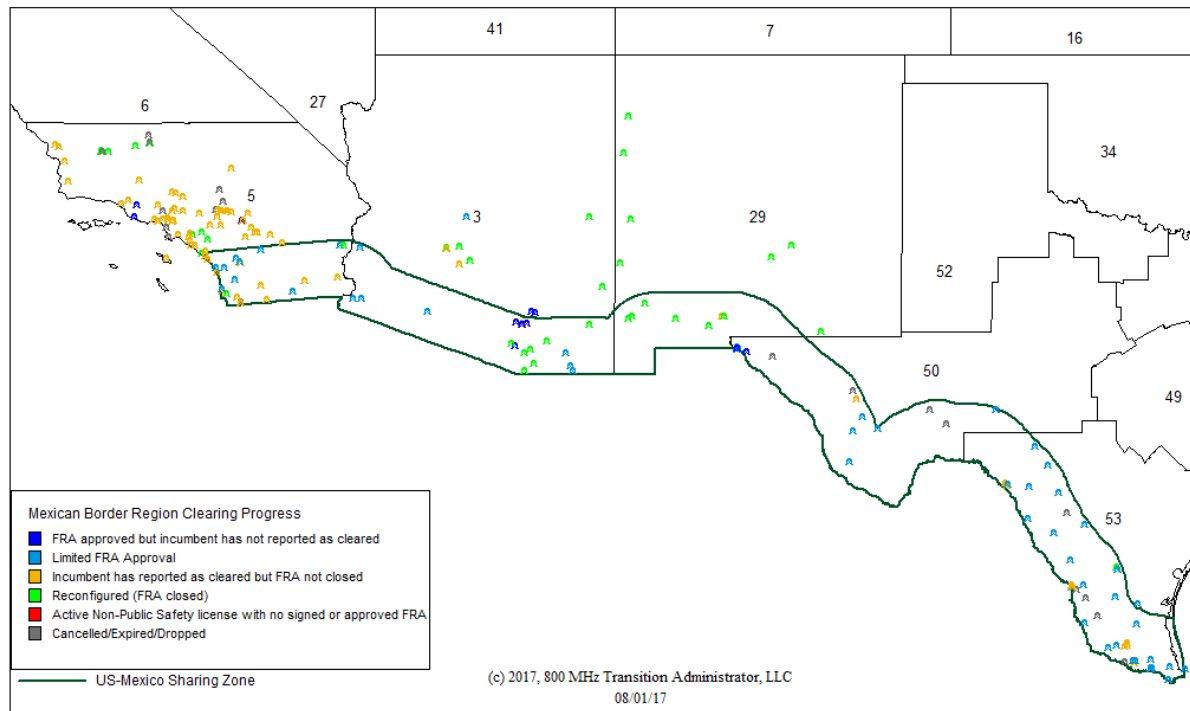 41
7
16
6
27
34
5
3
29
52
50
49
53
Mexican Border Region Clearing Progress
FRA approved but incumbent has not reported as cleared
Limited FRA Approval
Incumbent has reported as cleared but FRA not closed
Reconfigured (FRA closed)
Active Non-Public Safety license with no signed or approved FRA
Cancelled/Expired/Dropped
US-Mexico Sharing Zone
(c) 2017, 800 MHz Transition Administrator, LLC
08/01/17